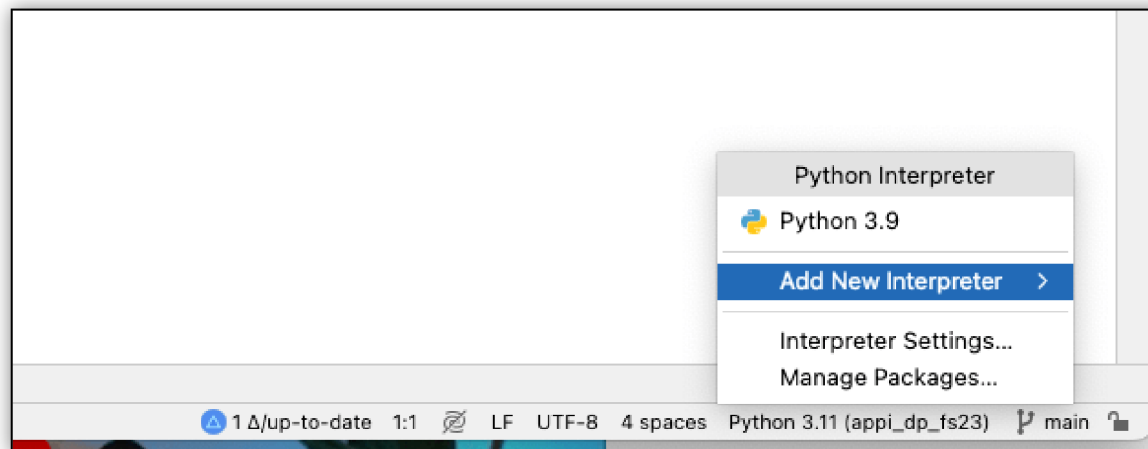 Python Interpreter
Python 3.9
Add New Interpreter
Interpreter Settings...
Manage Packages...
1 Δ/up-to-date 1:1 LF UTF-8 4 spaces Python 3.11 (appi_dp_fs23) main